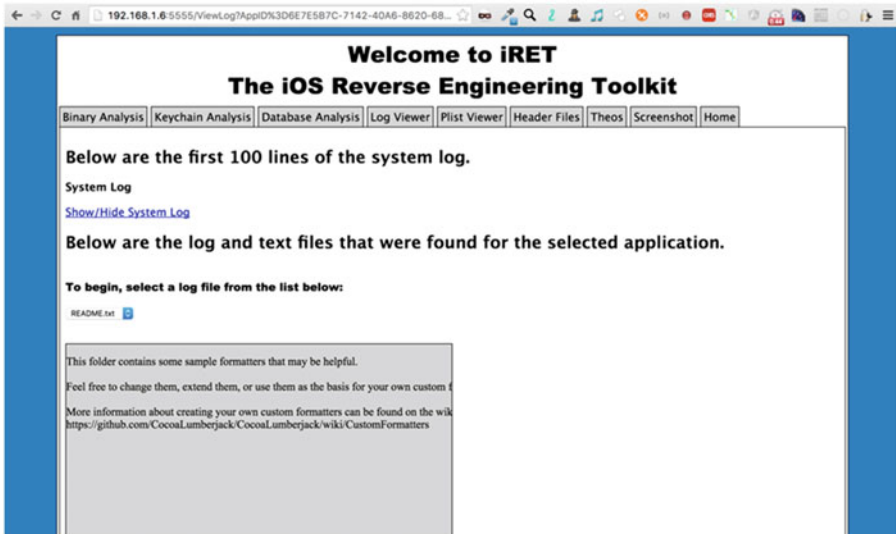 192.168.1.6:5555/ViewLog?AppID%3D6E7E5B7C-7142-40A6-8620-68...
Welcome to iRET
The iOS Reverse Engineering Toolkit
Binary Analysis Keychain Analysis Database Analysis Log Viewer Plist Viewer Header Files Theos Screenshot Home
Below are the first 100 lines of the system log.
System Log
Show/Hide System Log
Below are the log and text files that were found for the selected application.
To begin, select a log file from the list below:
README.txt
This folder contains some sample formatters that may be helpful.
Feel free to change them, extend them, or use them as the basis for your own custom f
More information about creating your own custom formatters can be found on the wik
https://github.com/CocoaLumberjack/CocoaLumberjack/wiki/CustomFormatters